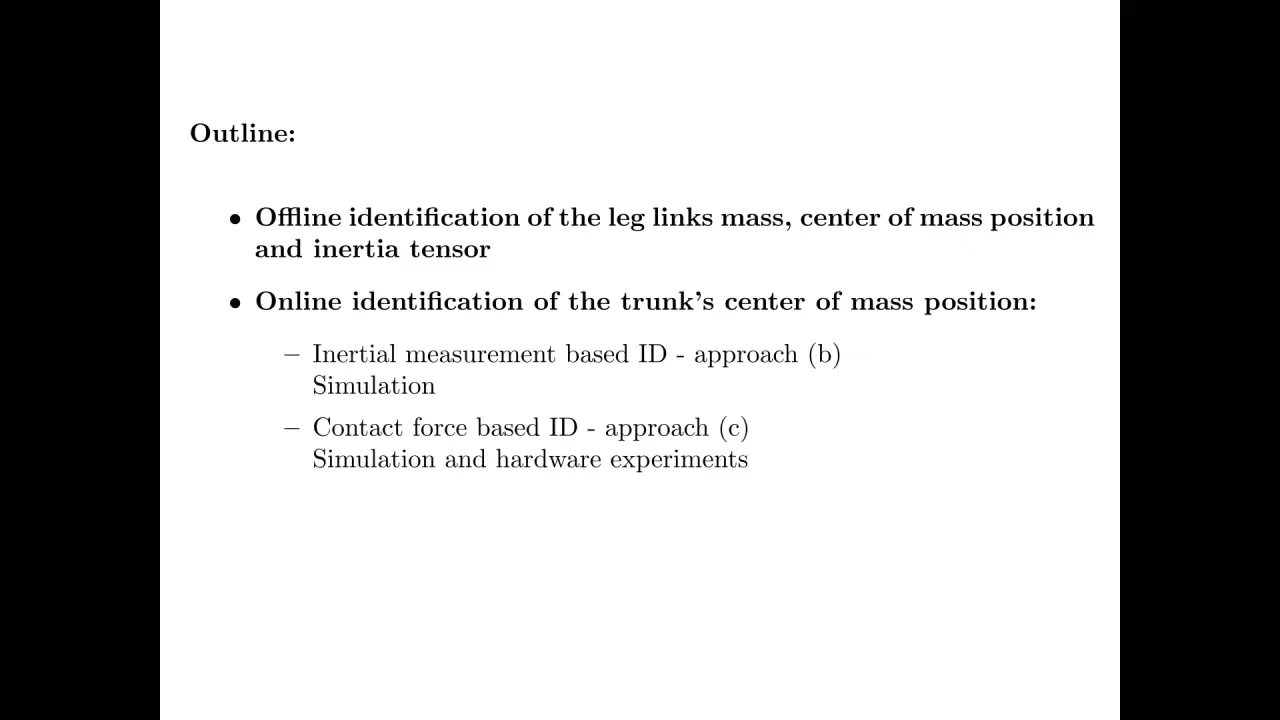 Outline:
• Offline identification of the leg links mass, center of mass position
and inertia tensor
• Online identification of the trunk's center of mass position:
– Inertial measurement based ID - approach (b)
Simulation
– Contact force based ID - approach (c)
Simulation and hardware experiments